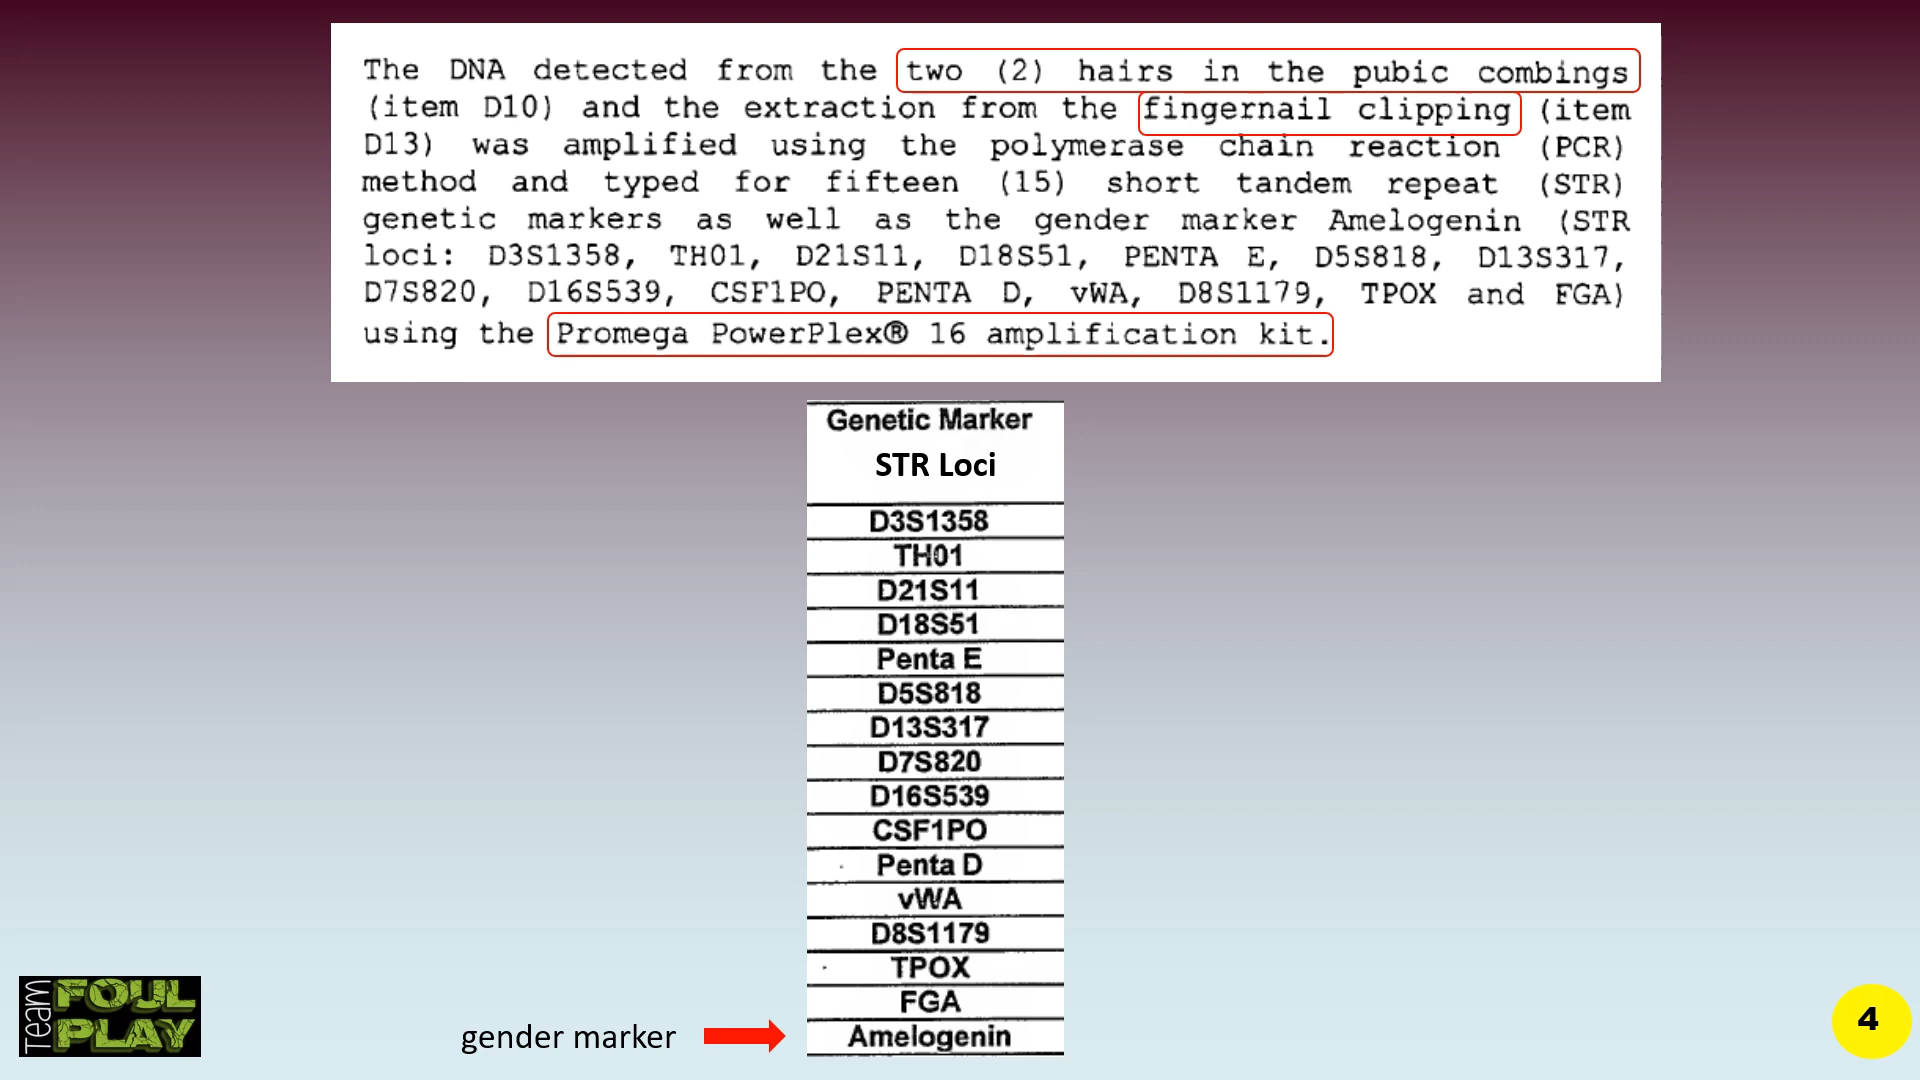 The DNA detected from the two (2) hairs in the pubic combings
(item D10) and the extraction from the fingernail clipping (item
D13) was amplified using the polymerase chain reaction (PCR)
method and typed for fifteen (15) short tandem repeat (STR)
genetic markers as well as the gender marker Amelogenin (STR
loci: D3S1358, TH01, D21S11, D18S51, PENTA E, D5S818, D13S317,
D7S820, D16S539, CSF1PO, PENTA D, vWA, D8S1179, TPOX and FGA)
using the Promega PowerPlex® 16 amplification kit.
Genetic Marker
STR Loci
D3S1358
TH01
D21S11
D18S51
Penta E
D5S818
D13S317
D7S820
D16S539
CSF1PO
Penta D
vWA
D8S1179
TPOX
FGA
gender marker
Amelogenin
Team
FOUL
PLAY
4